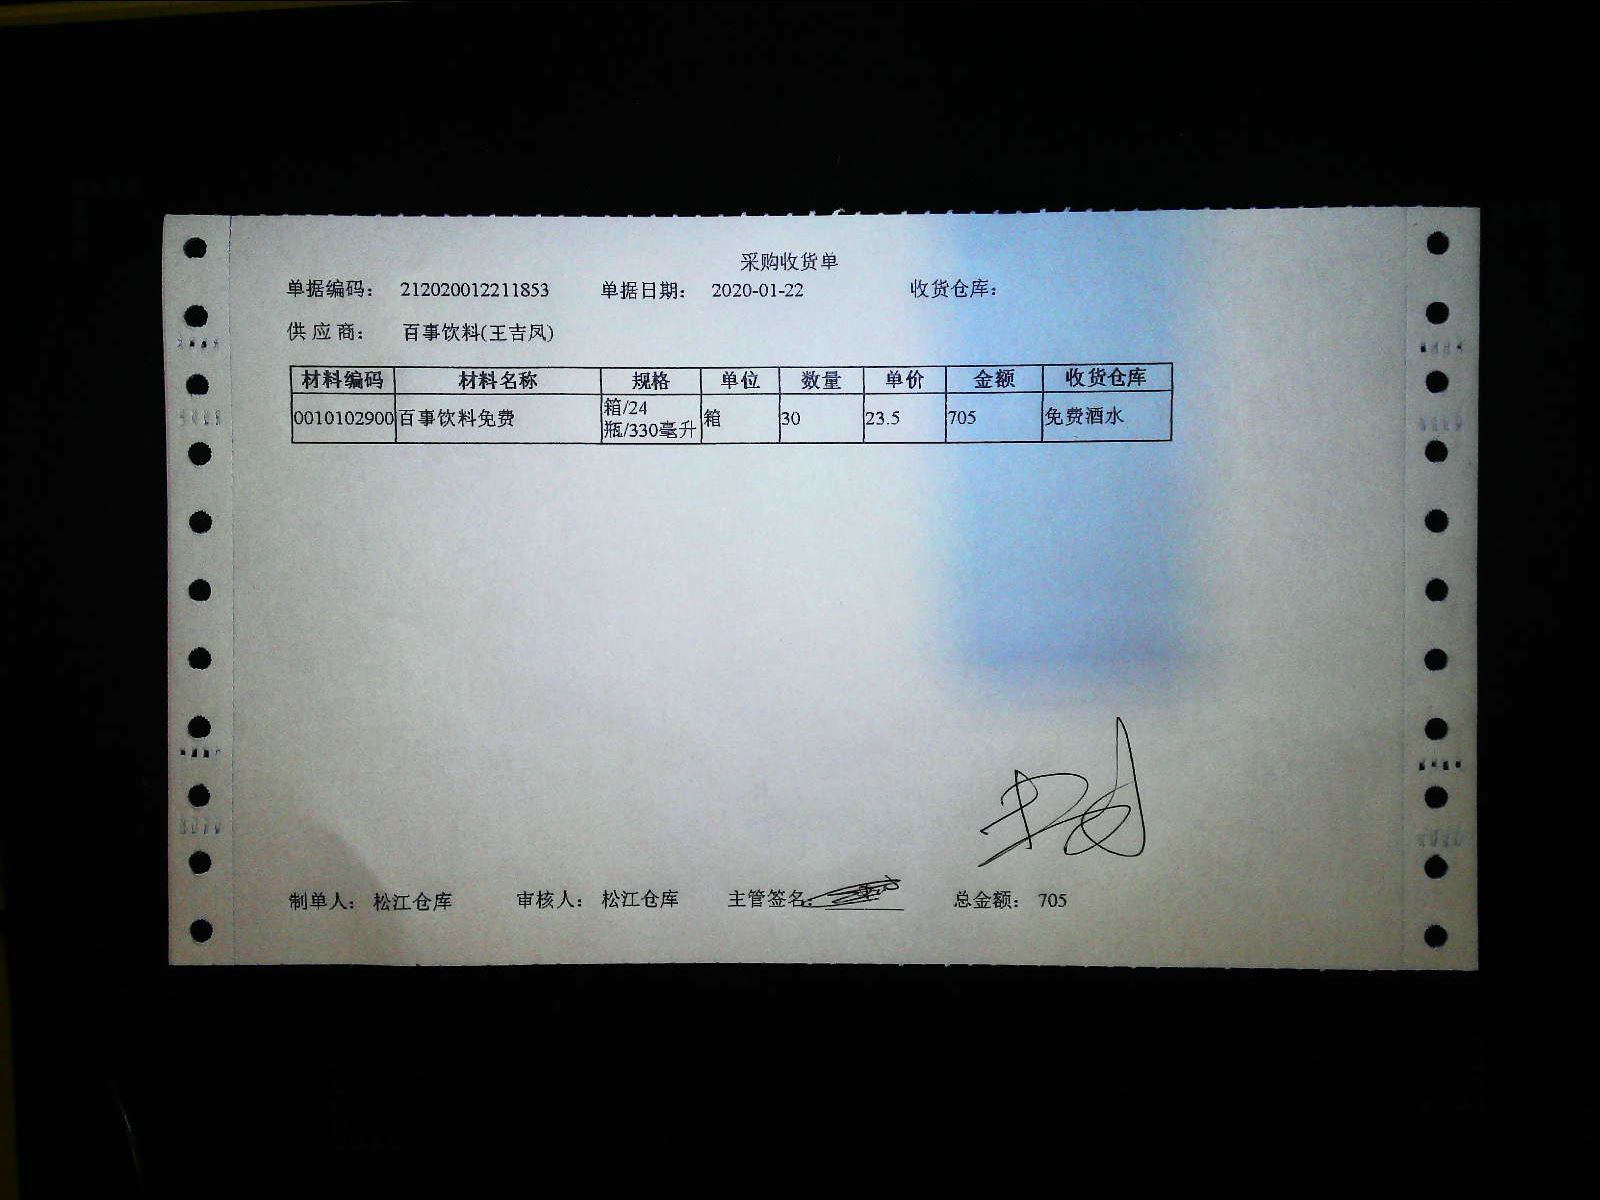 采购收货单
单据编码： 212020012211853 单据日期： 2020-01-22 收货仓库：
供 应 商： 百事饮料(王吉凤)
材料编码 材料名称 规格 单位 数量 单价 金额 收货仓库
0010102900 百事饮料免费 箱/24瓶/330毫升 箱 30 23.5 705 免费酒水
制单人： 松江仓库 审核人： 松江仓库 主管签名： 总金额： 705